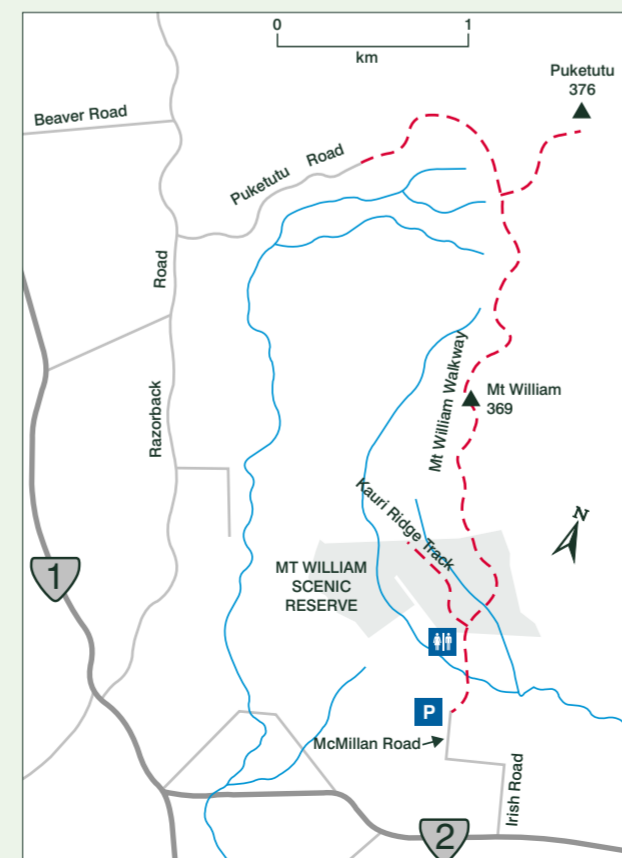 0 1
km
Puketutu
376
Beaver Road
Puketutu Road
Road
Razorback
Mt William Walkway
Mt William
369
Kauri Ridge Track
N
MT WILLIAM
SCENIC
RESERVE
1
P
McMillan Road
Irish Road
2